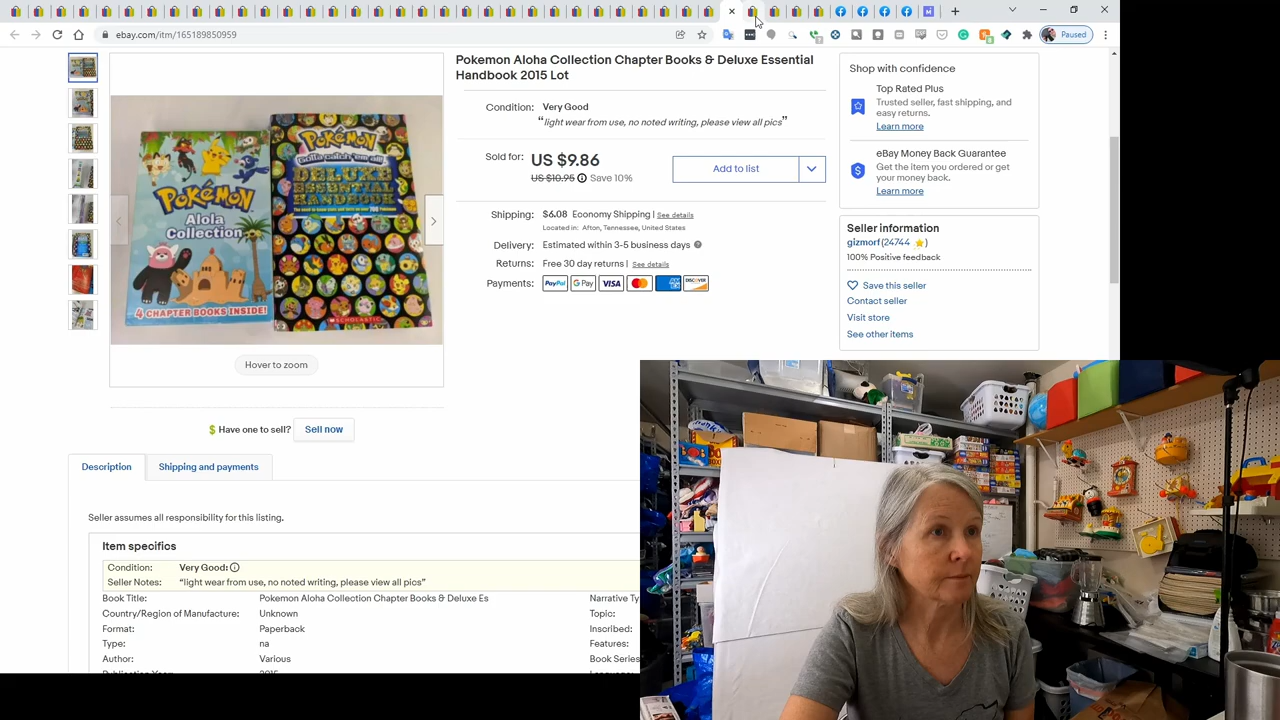 ebay.com/itm/165189850959
Paused
Pokemon Aloha Collection Chapter Books & Deluxe Essential
Handbook 2015 Lot
Condition: Very Good
“light wear from use, no noted writing, please view all pics”
Sold for: US $9.86
US $10.95 Save 10%
Add to list
Shipping: $6.08 Economy Shipping | See details
Located in: Afton, Tennessee, United States
Delivery: Estimated within 3-5 business days
Returns: Free 30 day returns | See details
Payments: PayPal G Pay VISA DISCOVER
Shop with confidence
Top Rated Plus
Trusted seller, fast shipping, and
easy returns.
Learn more
eBay Money Back Guarantee
Get the item you ordered or get
your money back.
Learn more
Seller information
gizmorf (24744)
100% Positive feedback
Save this seller
Contact seller
Visit store
See other items
POKéMON
Alola
Collection
4 CHAPTER BOOKS INSIDE!
POKéMON
Gotta catch 'em all!
DELUXE
ESSENTIAL
HANDBOOK
SCHOLASTIC
Hover to zoom
Have one to sell? Sell now
Description
Shipping and payments
Seller assumes all responsibility for this listing.
Item specifics
Condition: Very Good:
Seller Notes: “light wear from use, no noted writing, please view all pics”
Book Title: Pokemon Aloha Collection Chapter Books & Deluxe Es
Narrative Ty
Country/Region of Manufacture: Unknown
Topic:
Format: Paperback
Inscribed:
Type: na
Features:
Author: Various
Book Series
2015